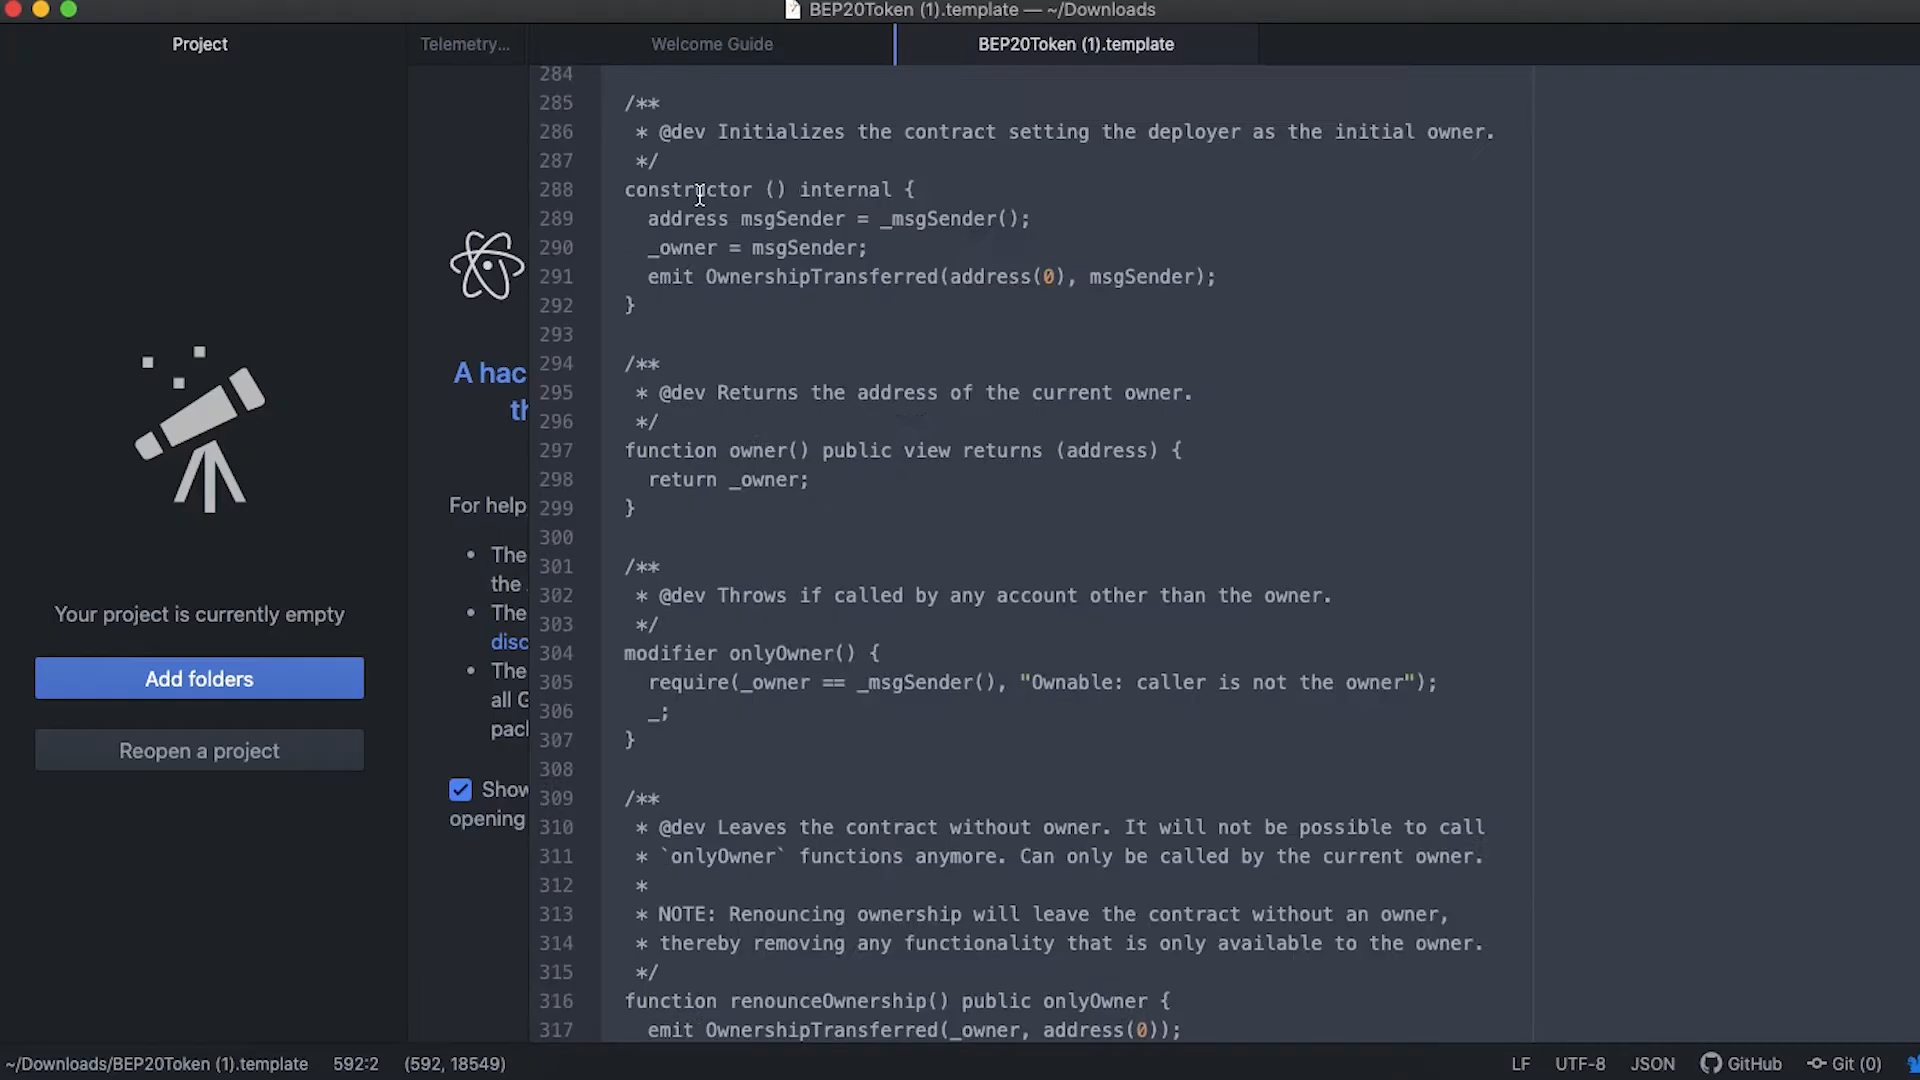 BEP20Token (1).template — ~/Downloads
Project
Telemetry...
Welcome Guide
BEP20Token (1).template
284
285 /**
286 * @dev Initializes the contract setting the deployer as the initial owner.
287 */
288 constructor () internal {
289 address msgSender = _msgSender();
290 _owner = msgSender;
291 emit OwnershipTransferred(address(0), msgSender);
292 }
293
294 /**
295 * @dev Returns the address of the current owner.
296 */
297 function owner() public view returns (address) {
298 return _owner;
299 }
300
301 /**
302 * @dev Throws if called by any account other than the owner.
303 */
304 modifier onlyOwner() {
305 require(_owner == _msgSender(), "Ownable: caller is not the owner");
306 _;
307 }
308
309 /**
310 * @dev Leaves the contract without owner. It will not be possible to call
311 * `onlyOwner` functions anymore. Can only be called by the current owner.
312 *
313 * NOTE: Renouncing ownership will leave the contract without an owner,
314 * thereby removing any functionality that is only available to the owner.
315 */
316 function renounceOwnership() public onlyOwner {
317 emit OwnershipTransferred(_owner, address(0));
A hac
th
For help
• The
the
• The
disc
• The
all G
pack
Show
opening
Your project is currently empty
Add folders
Reopen a project
~/Downloads/BEP20Token (1).template 592:2 (592, 18549)
LF UTF-8 JSON GitHub Git (0)